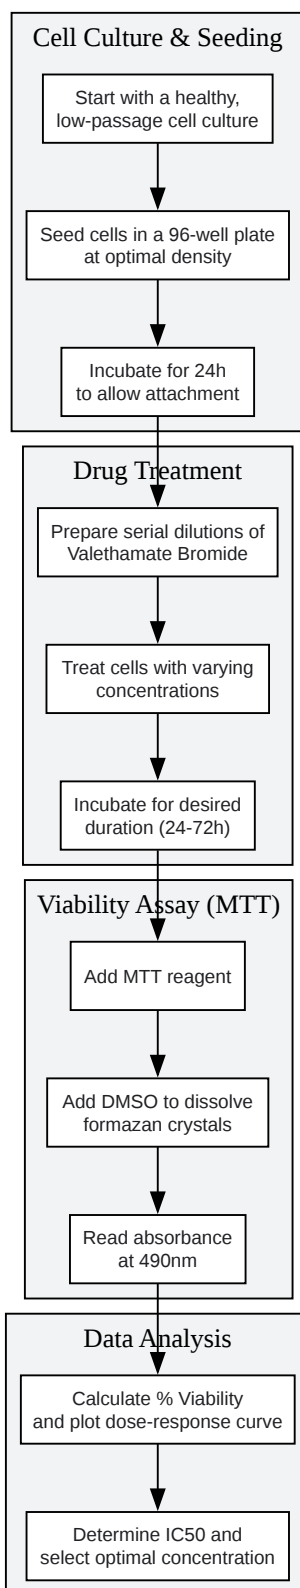 Cell Culture & Seeding
Start with a healthy,
low-passage cell culture
Seed cells in a 96-well plate
at optimal density
Incubate for 24h
to allow attachment
Drug Treatment
Prepare serial dilutions of
Valethamate Bromide
Treat cells with varying
concentrations
Incubate for desired
duration (24-72h)
Viability Assay (MTT)
Add MTT reagent
Add DMSO to dissolve
formazan crystals
Read absorbance
at 490nm
Data Analysis
Calculate % Viability
and plot dose-response curve
Determine IC50 and
select optimal concentration